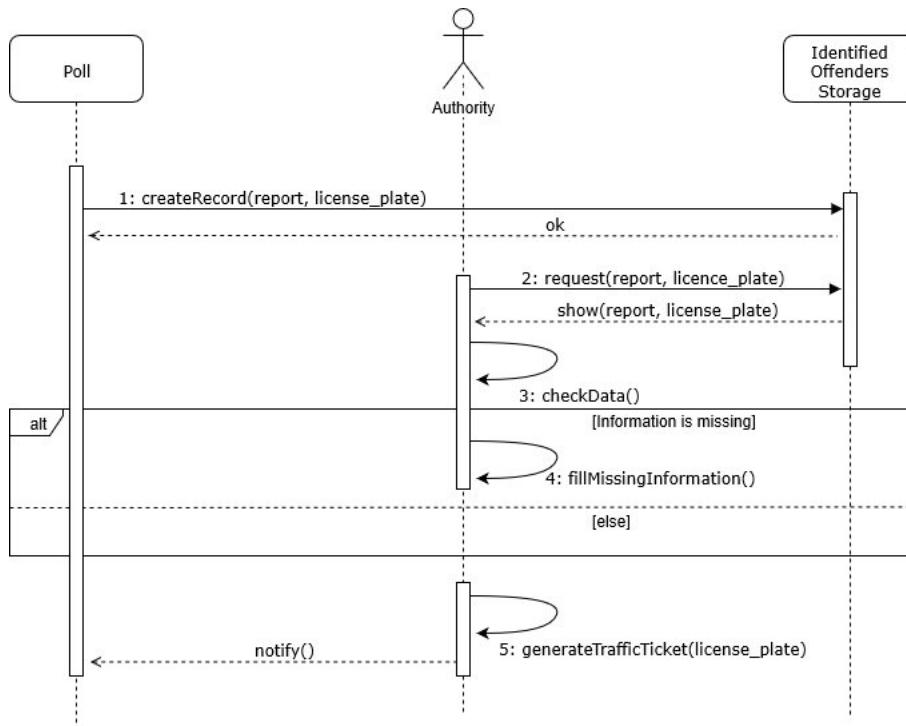 Poll
Authority
Identified
Offenders
Storage
1: createRecord(report, license_plate)
ok
2: request(report, licence_plate)
show(report, license_plate)
3: checkData()
alt
[Information is missing]
4: fillMissingInformation()
[else]
5: generateTrafficTicket(license_plate)
notify()